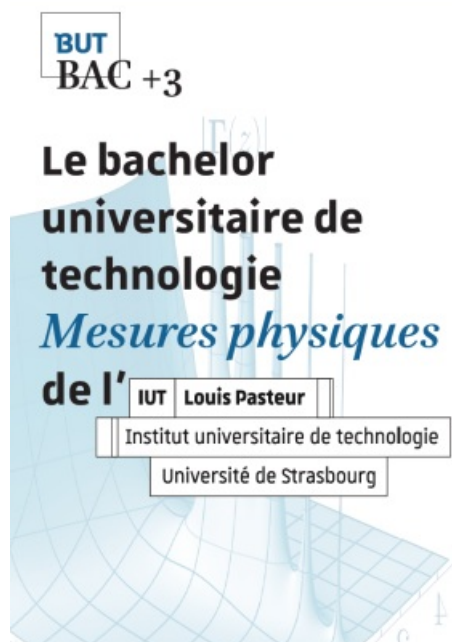 BUT
BAC +3
|Γ(z)|
Le bachelor
universitaire de
technologie
Mesures physiques
de l’ IUT Louis Pasteur
Institut universitaire de technologie
Université de Strasbourg
4